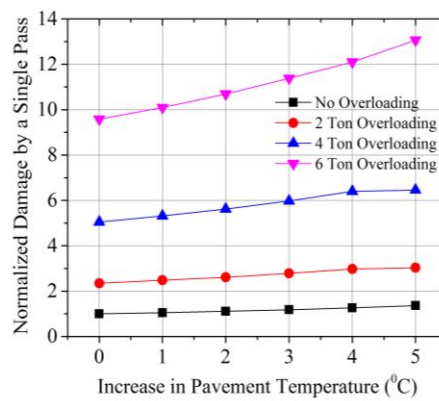 Normalized Damage by a Single Pass
14
12
10
8
6
4
2
0
No Overloading
2 Ton Overloading
4 Ton Overloading
6 Ton Overloading
0 1 2 3 4 5
Increase in Pavement Temperature (⁰C)